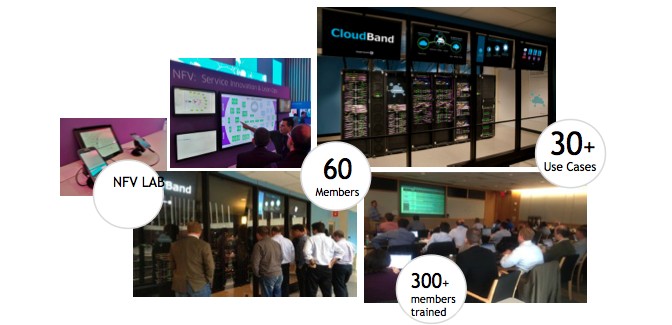 CloudBand
NFV: Service Innovation &
30+
Use Cases
60
Members
NFV LAB
Band
300+
members
trained